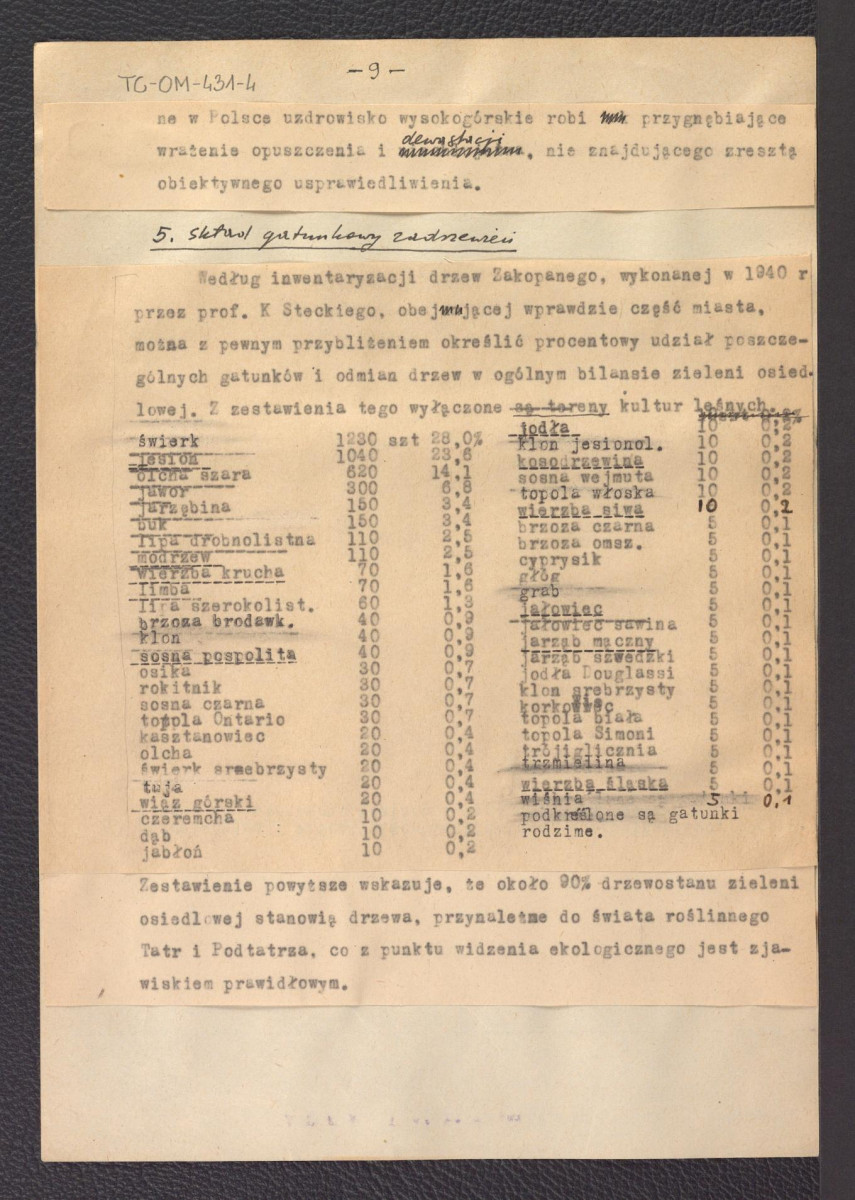 TG-OM-431-4
-9-
ne w Polsce uzdrowisko wysokogórskie robi przygnębiające
wrażenie opuszczenia i dewastacji, nie znajdującego zresztą
obiektywnego usprawiedliwienia.
5. skład gatunkowy zadrzewień
Według inwentaryzacji drzew Zakopanego, wykonanej w 1940 r
przez prof. K Steckiego, obejmującej wprawdzie część miasta,
można z pewnym przybliżeniem określić procentowy udział poszcze-
gólnych gatunków i odmian drzew w ogólnym bilansie zieleni osied-
lowej. Z zestawienia tego wyłączone są tereny kultur leśnych.
świerk 1230 szt 28,0%
jesion 1040 23,6
olcha szara 620 14,1
jawor 300 6,8
jarzębina 150 3,4
buk 150 3,4
lipa drobnolistna 110 2,5
modrzew 110 2,5
wierzba krucha 70 1,6
limba 70 1,6
lipa szerokolist. 60 1,3
brzoza brodawk. 40 0,9
klon 40 0,9
sosna pospolita 40 0,9
osika 30 0,7
rokitnik 30 0,7
sosna czarna 30 0,7
topola Ontario 30 0,7
kasztanowiec 20 0,4
olcha 20 0,4
świerk srebrzysty 20 0,4
tuja 20 0,4
wiąz górski 20 0,4
czeremcha 10 0,2
dąb 10 0,2
jabłoń 10 0,2
jodła 10 0,2
klon jesionol. 10 0,2
kosodrzewina 10 0,2
sosna wejmuta 10 0,2
topola włoska 10 0,2
wierzba siwa 10 0,2
brzoza czarna 5 0,1
brzoza omsz. 5 0,1
cyprysik 5 0,1
głóg 5 0,1
grab 5 0,1
jałowiec 5 0,1
jałowiec sawina 5 0,1
jarząb mączny 5 0,1
jarząb szwedzki 5 0,1
jodła Douglassi 5 0,1
klon srebrzysty 5 0,1
korkowiec 5 0,1
topola biała 5 0,1
topola Simoni 5 0,1
trójiglicznia 5 0,1
trzmielina 5 0,1
wierzba śląska 5 0,1
wiśnia 5 0,1
podkreślone są gatunki
rodzime.
Zestawienie powyższe wskazuje, że około 90% drzewostanu zieleni
osiedlowej stanowią drzewa, przynależne do świata roślinnego
Tatr i Podtatrza, co z punktu widzenia ekologicznego jest zja-
wiskiem prawidłowym.